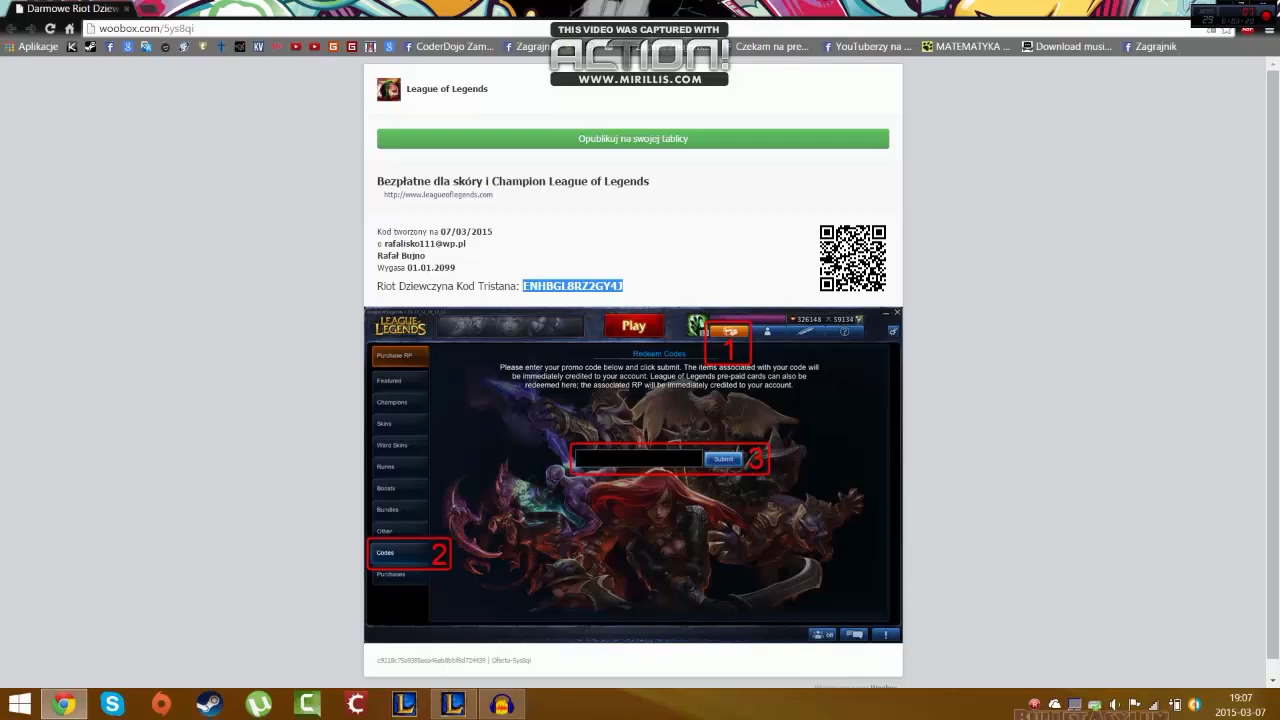 Darmowe Riot Dziew
woobox.com/5ys8qi
Aplikacje
CoderDojo Zam...
Zagraj
Czekam na pre...
YouTuberzy na ...
MATEMATYKA ...
Download musi...
Zagrajnik
THIS VIDEO WAS CAPTURED WITH
ACTION!
WWW.MIRILLIS.COM
League of Legends
Opublikuj na swojej tablicy
Bezpłatne dla skóry i Champion League of Legends
http://www.leagueoflegends.com
Kod tworzony na 07/03/2015
o rafalisko111@wp.pl
Rafał Bujno
Wygasa 01.01.2099
Riot Dziewczyna Kod Tristana: ENHBGL8RZ2GY4J
LEAGUE OF LEGENDS
Play
326148
59134
1
Purchase RP
Featured
Champions
Skins
Ward Skins
Runes
Boosts
Bundles
Other
Codes
2
Purchases
Redeem Codes
Please enter your promo code below and click submit. The items associated with your code will
be immediately credited to your account. League of Legends pre-paid cards can also be
redeemed here; the associated RP will be immediately credited to your account.
Submit
3
68
Oferta-5ys8qi
19:07
2015-03-07